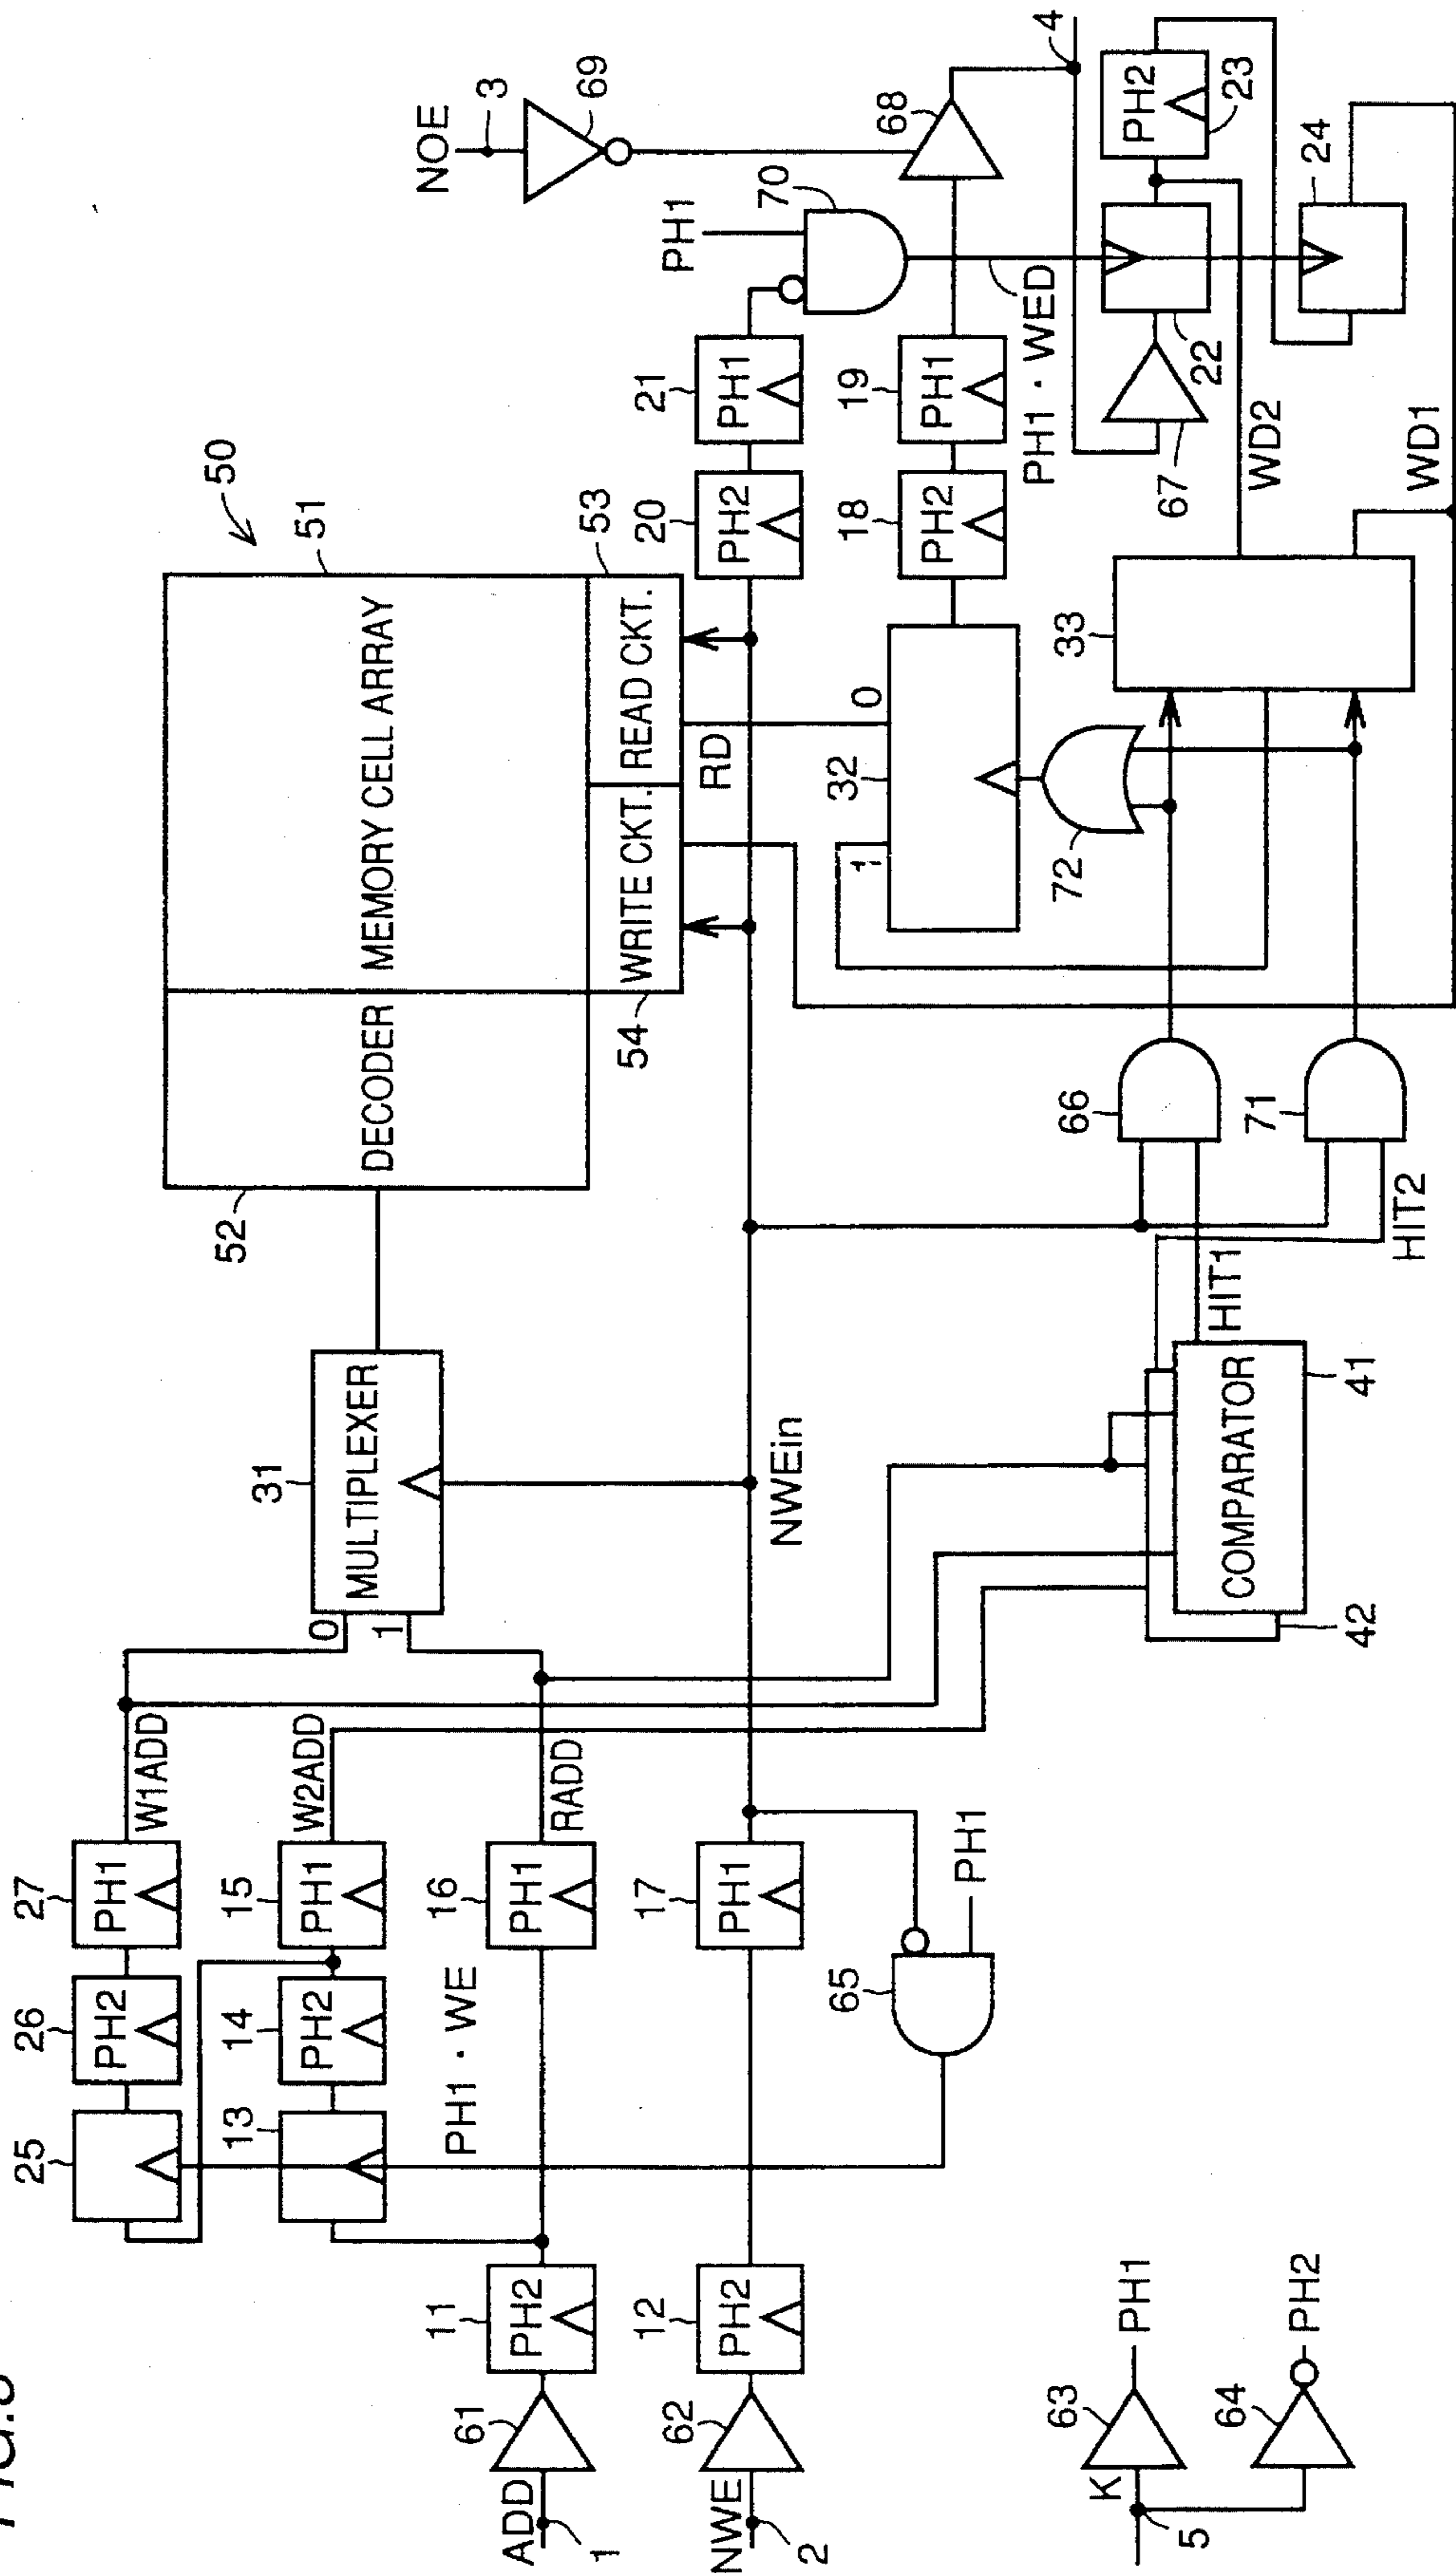 50
51
MEMORY CELL ARRAY
DECODER
52
53
READ CKT.
WRITE CKT.
54
RD
NOE
3
69
68
4
PH1
70
21
PH1
20
PH2
19
PH1
18
PH2
PH1 · WED
PH2
23
24
22
67
WD2
WD1
33
32
0
1
72
66
71
HIT1
HIT2
31
MULTIPLEXER
0
1
NWEin
COMPARATOR
41
42
27
PH1
W1ADD
26
PH2
25
15
PH1
W2ADD
14
PH2
13
16
PH1
RADD
PH1 · WE
17
PH1
65
PH1
11
PH2
12
PH2
61
62
ADD
1
NWE
2
K
5
63
PH1
64
PH2